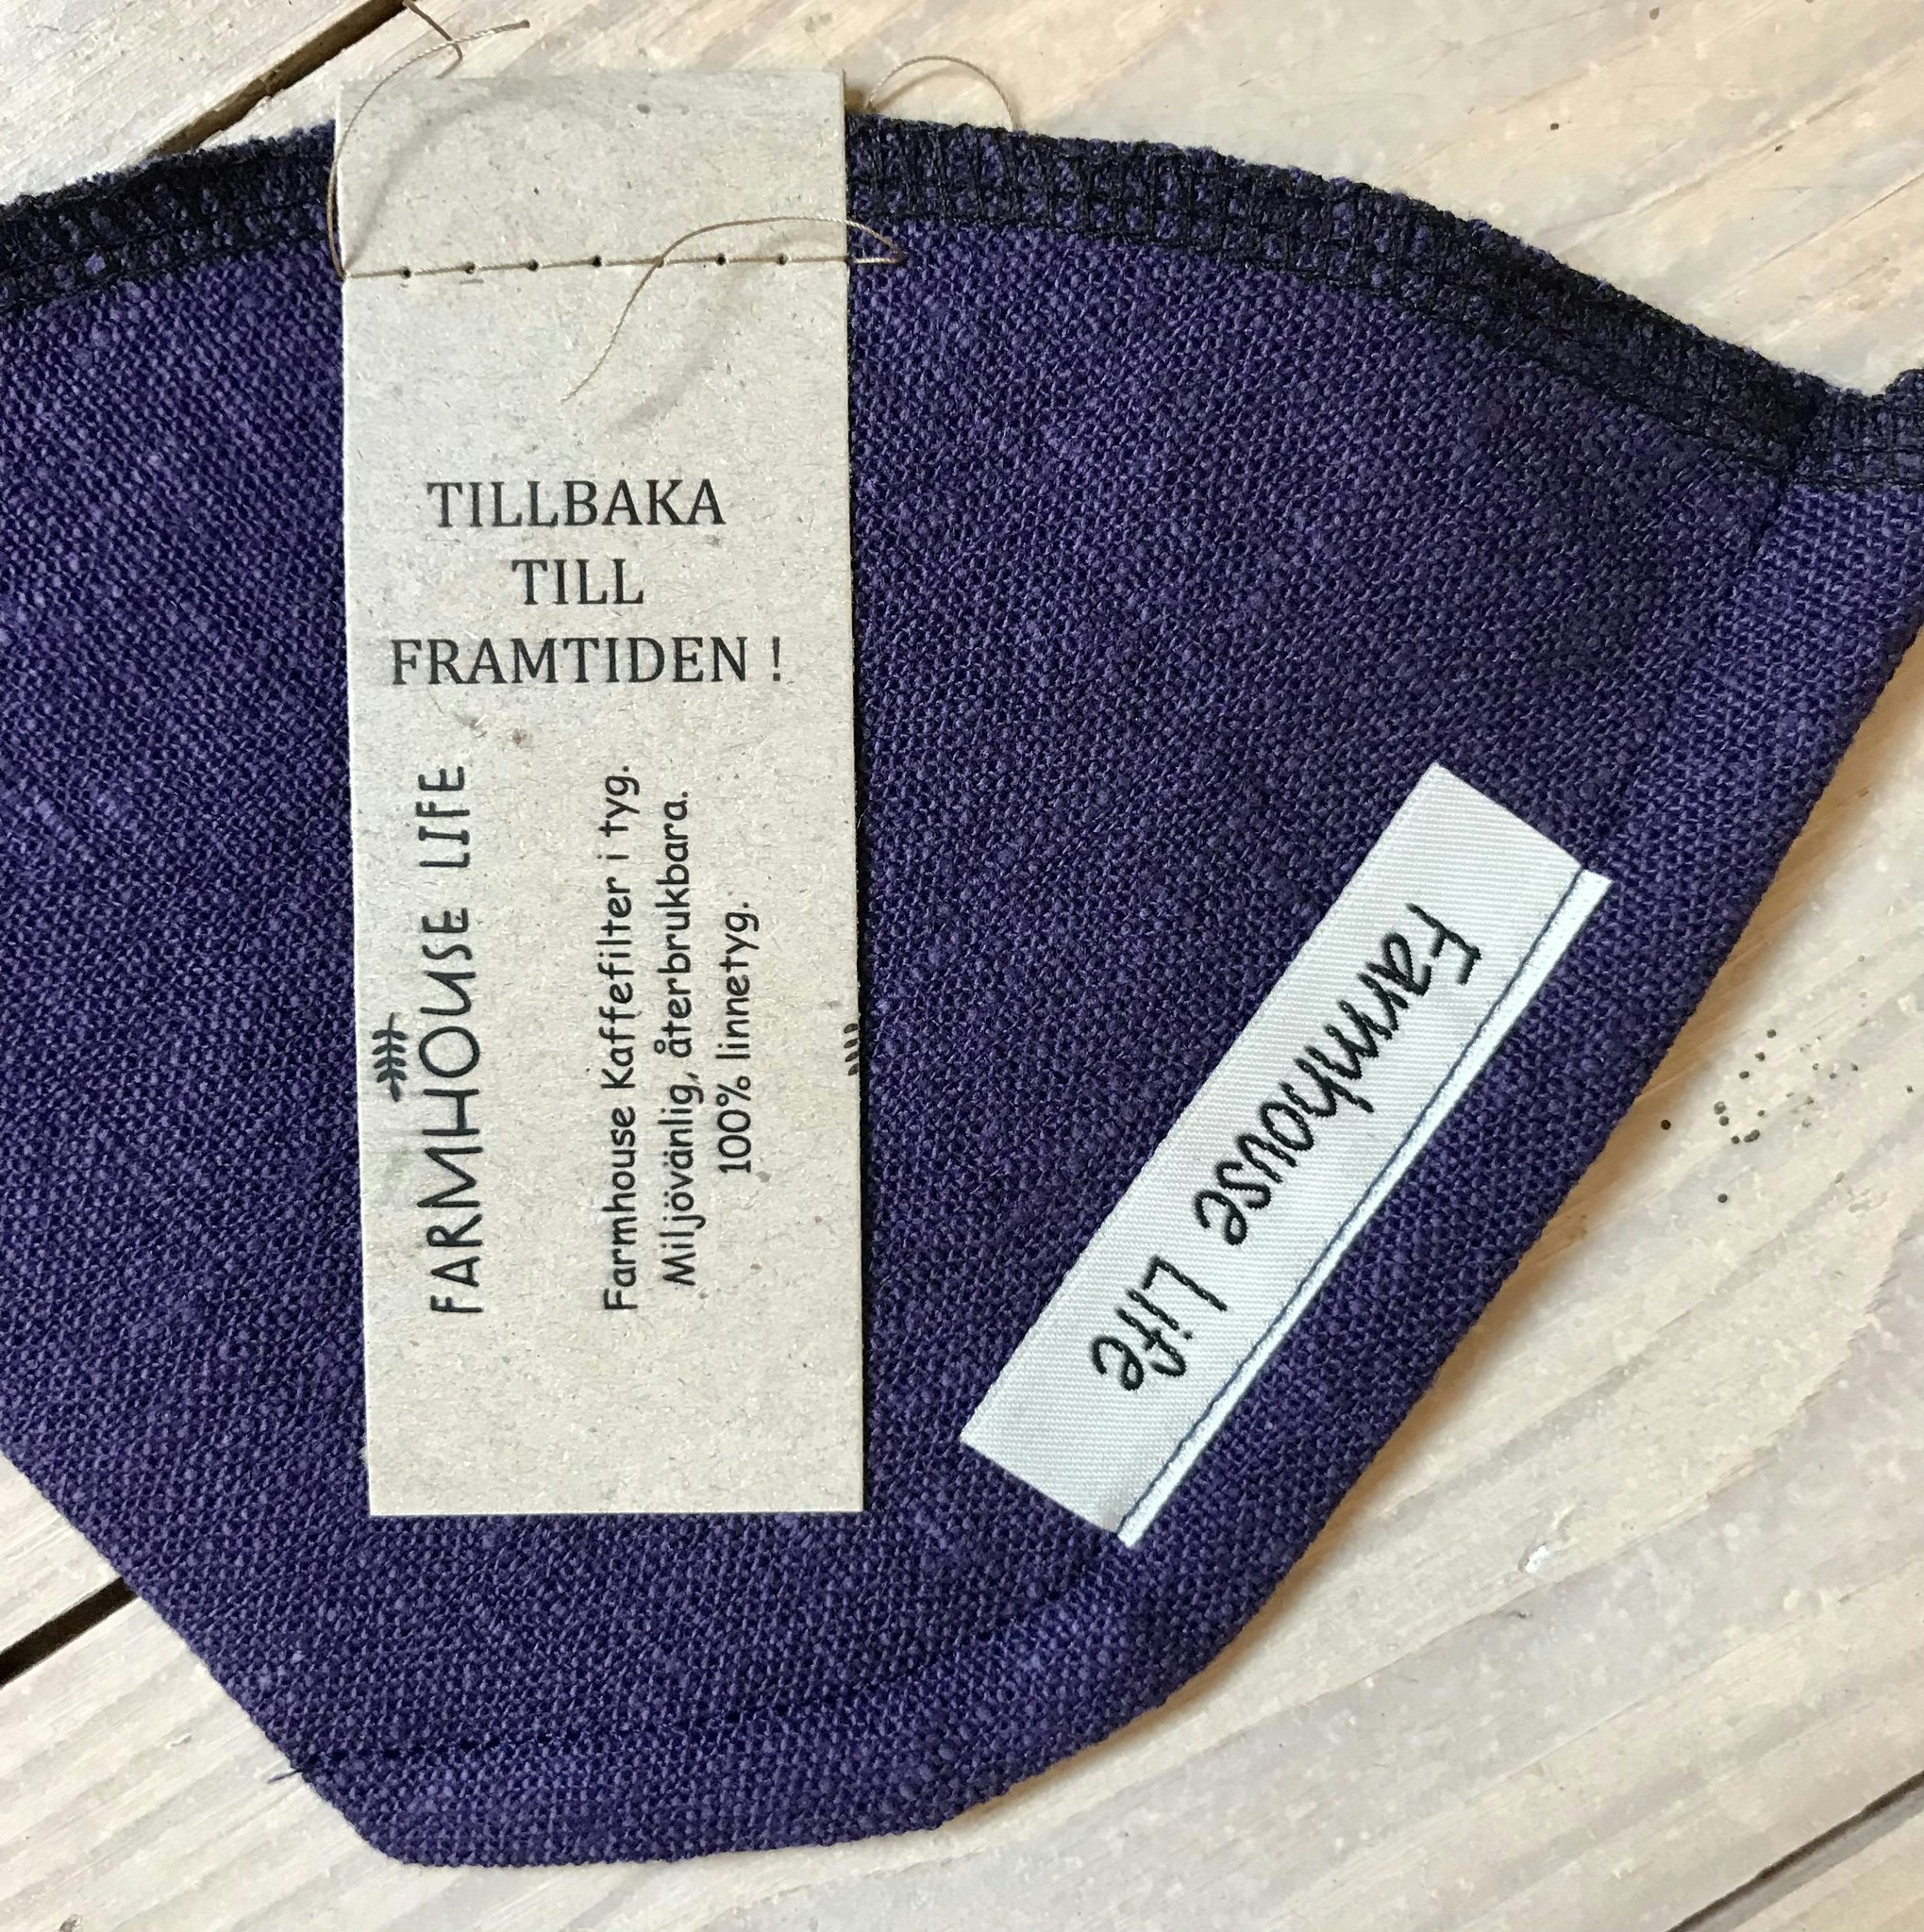 TILLBAKA
TILL
FRAMTIDEN !
FARMHOUSE LIFE
Farmhouse Kaffefilter i tyg.
Miljövänlig, återbrukbara.
100% linnetyg.
Farmhouse Life